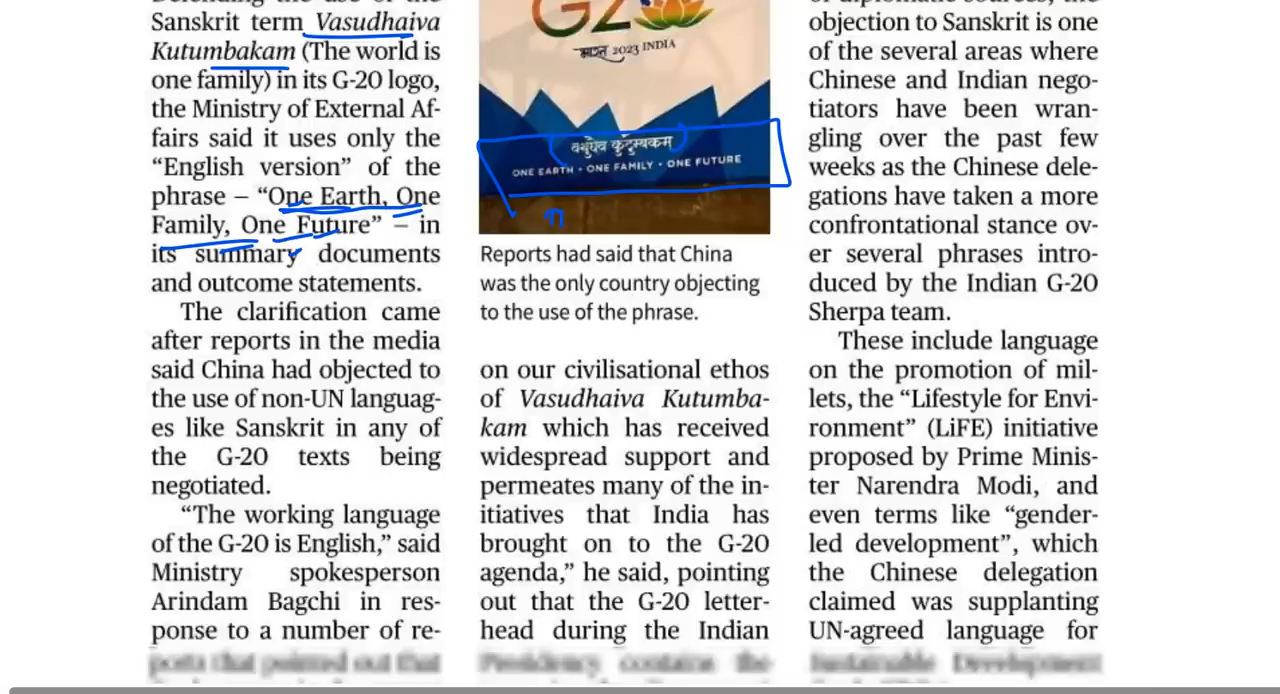 Sanskrit term Vasudhaiva
Kutumbakam (The world is
one family) in its G-20 logo,
the Ministry of External Af-
fairs said it uses only the
“English version” of the
phrase – “One Earth, One
Family, One Future” – in
its summary documents
and outcome statements.
The clarification came
after reports in the media
said China had objected to
the use of non-UN languag-
es like Sanskrit in any of
the G-20 texts being
negotiated.
“The working language
of the G-20 is English,” said
Ministry spokesperson
Arindam Bagchi in res-
ponse to a number of re-
G20
भारत 2023 INDIA
वसुधैव कुटुम्बकम्
ONE EARTH • ONE FAMILY • ONE FUTURE
Reports had said that China
was the only country objecting
to the use of the phrase.
on our civilisational ethos
of Vasudhaiva Kutumba-
kam which has received
widespread support and
permeates many of the in-
itiatives that India has
brought on to the G-20
agenda,” he said, pointing
out that the G-20 letter-
head during the Indian
objection to Sanskrit is one
of the several areas where
Chinese and Indian nego-
tiators have been wran-
gling over the past few
weeks as the Chinese dele-
gations have taken a more
confrontational stance ov-
er several phrases intro-
duced by the Indian G-20
Sherpa team.
These include language
on the promotion of mil-
lets, the “Lifestyle for Envi-
ronment” (LiFE) initiative
proposed by Prime Minis-
ter Narendra Modi, and
even terms like “gender-
led development”, which
the Chinese delegation
claimed was supplanting
UN-agreed language for